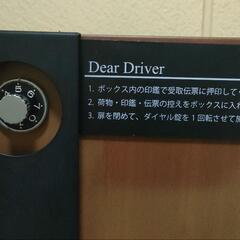 Dear Driver
1. ボックス内の印鑑で受取伝票に押印して
2. 荷物・印鑑・伝票の控えをボックスに入れ
3. 扉を閉めて、ダイヤル錠を1回転させて施